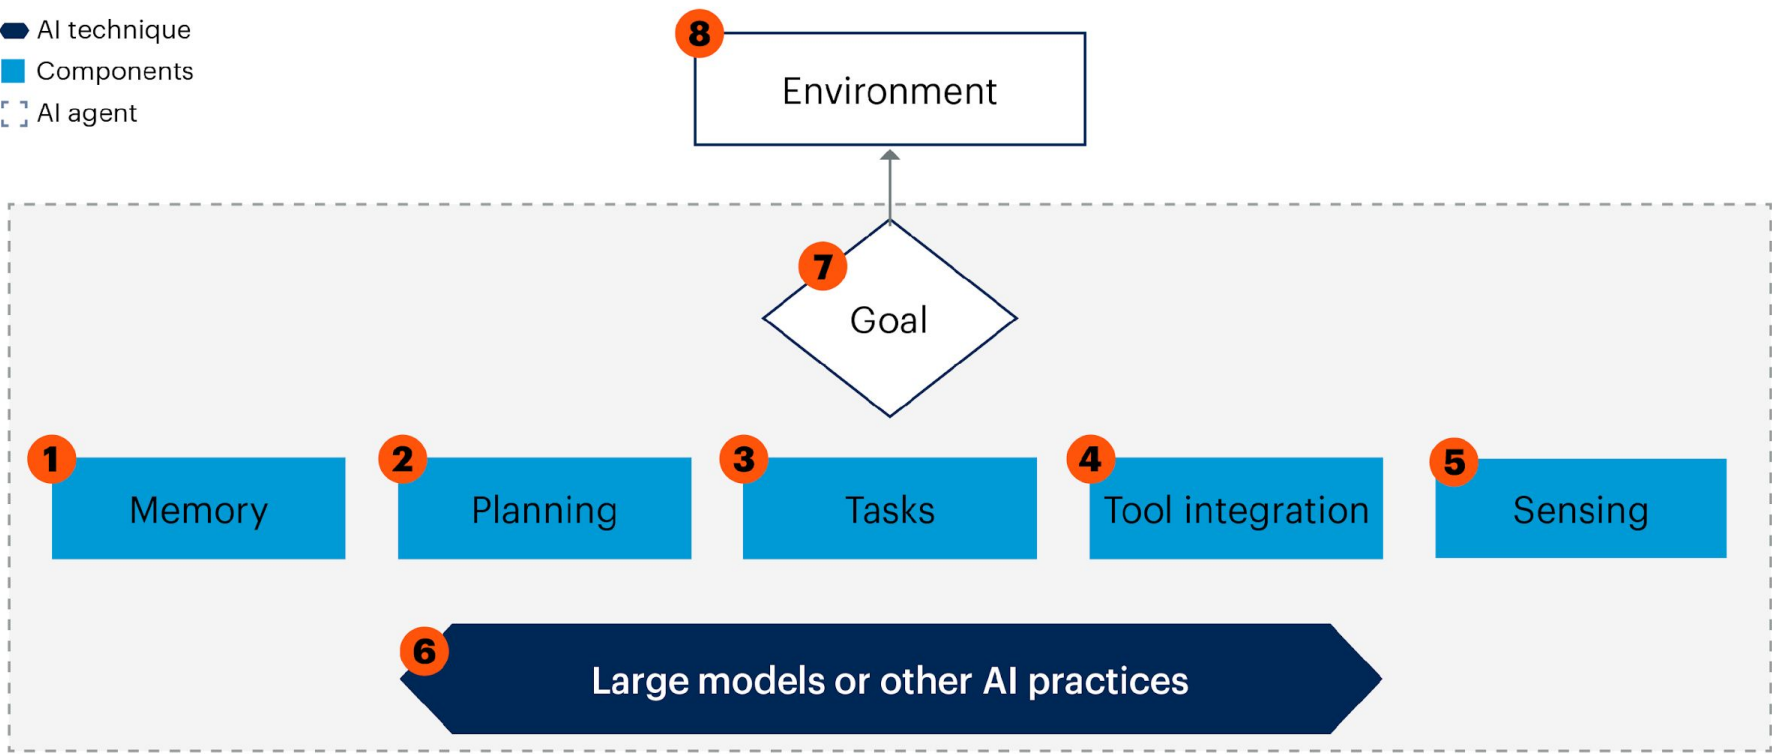 AI technique
Components
AI agent
8
Environment
7
Goal
1
Memory
2
Planning
3
Tasks
4
Tool integration
5
Sensing
6
Large models or other AI practices